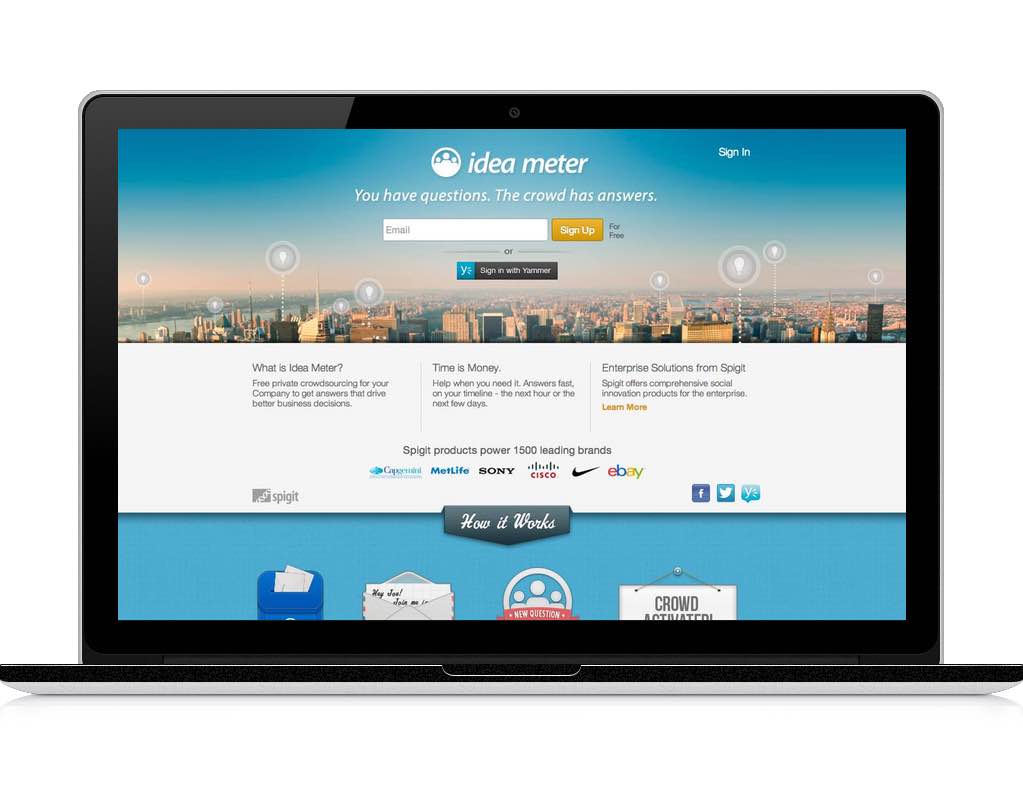 Sign In
idea meter
You have questions. The crowd has answers.
Email
Sign Up
For
Free
or
Sign in with Yammer
What is Idea Meter?
Free private crowdsourcing for your
Company to get answers that drive
better business decisions.
Time is Money.
Help when you need it. Answers fast,
on your timeline - the next hour or the
next few days.
Enterprise Solutions from Spigit
Spigit offers comprehensive social
innovation products for the enterprise.
Learn More
Spigit products power 1500 leading brands
Capgemini
MetLife
SONY
CISCO
ebay
spigit
How it Works
Hey Joe!
Join me in
NEW QUESTION
CROWD
ACTIVATED!